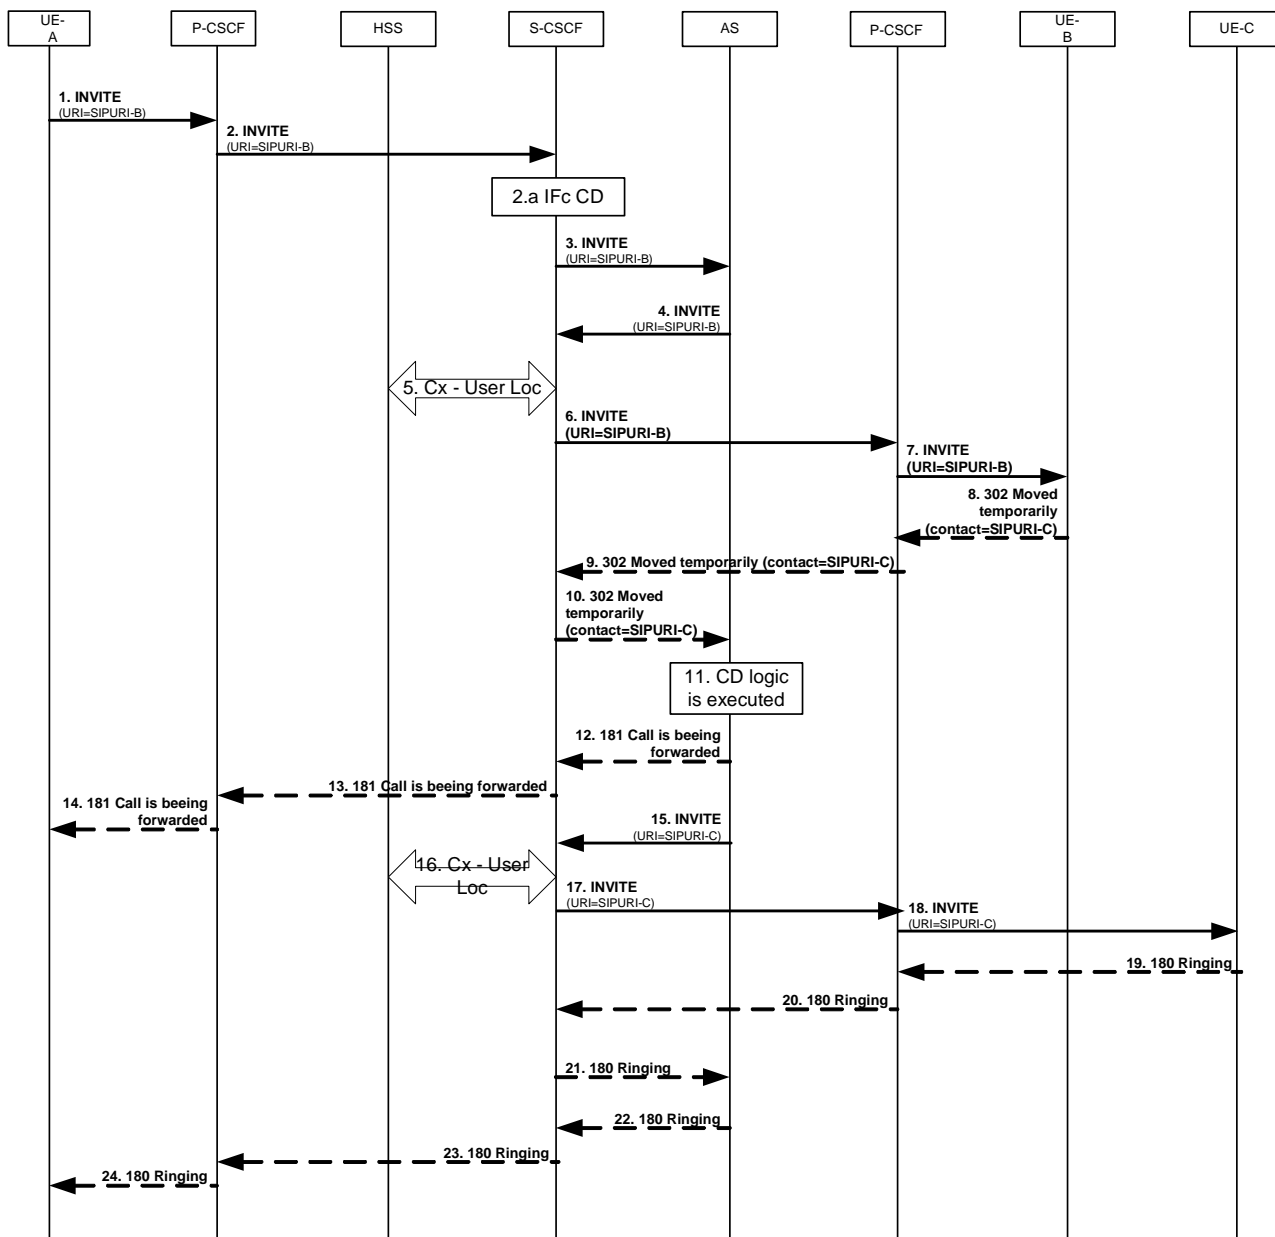 UE-
A
P-CSCF
HSS
S-CSCF
AS
P-CSCF
UE-
B
UE-C
1. INVITE
(URI=SIPURI-B)
2. INVITE
(URI=SIPURI-B)
2.a IFc CD
3. INVITE
(URI=SIPURI-B)
4. INVITE
(URI=SIPURI-B)
5. Cx - User Loc
6. INVITE
(URI=SIPURI-B)
7. INVITE
(URI=SIPURI-B)
8. 302 Moved
temporarily
(contact=SIPURI-C)
9. 302 Moved temporarily (contact=SIPURI-C)
10. 302 Moved
temporarily
(contact=SIPURI-C)
11. CD logic
is executed
12. 181 Call is beeing
forwarded
13. 181 Call is beeing forwarded
14. 181 Call is beeing
forwarded
15. INVITE
(URI=SIPURI-C)
16. Cx - User
Loc
17. INVITE
(URI=SIPURI-C)
18. INVITE
(URI=SIPURI-C)
19. 180 Ringing
20. 180 Ringing
21. 180 Ringing
22. 180 Ringing
23. 180 Ringing
24. 180 Ringing